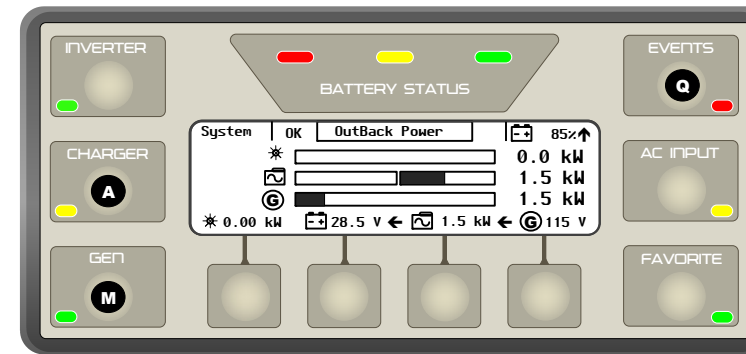 INVERTER
BATTERY STATUS
EVENTS
Q
CHARGER
A
GEN
M
System
OK
OutBack Power
85%
0.0 kW
1.5 kW
G
1.5 kW
0.00 kW
28.5 V
1.5 kW
G 115 V
AC INPUT
FAVORITE